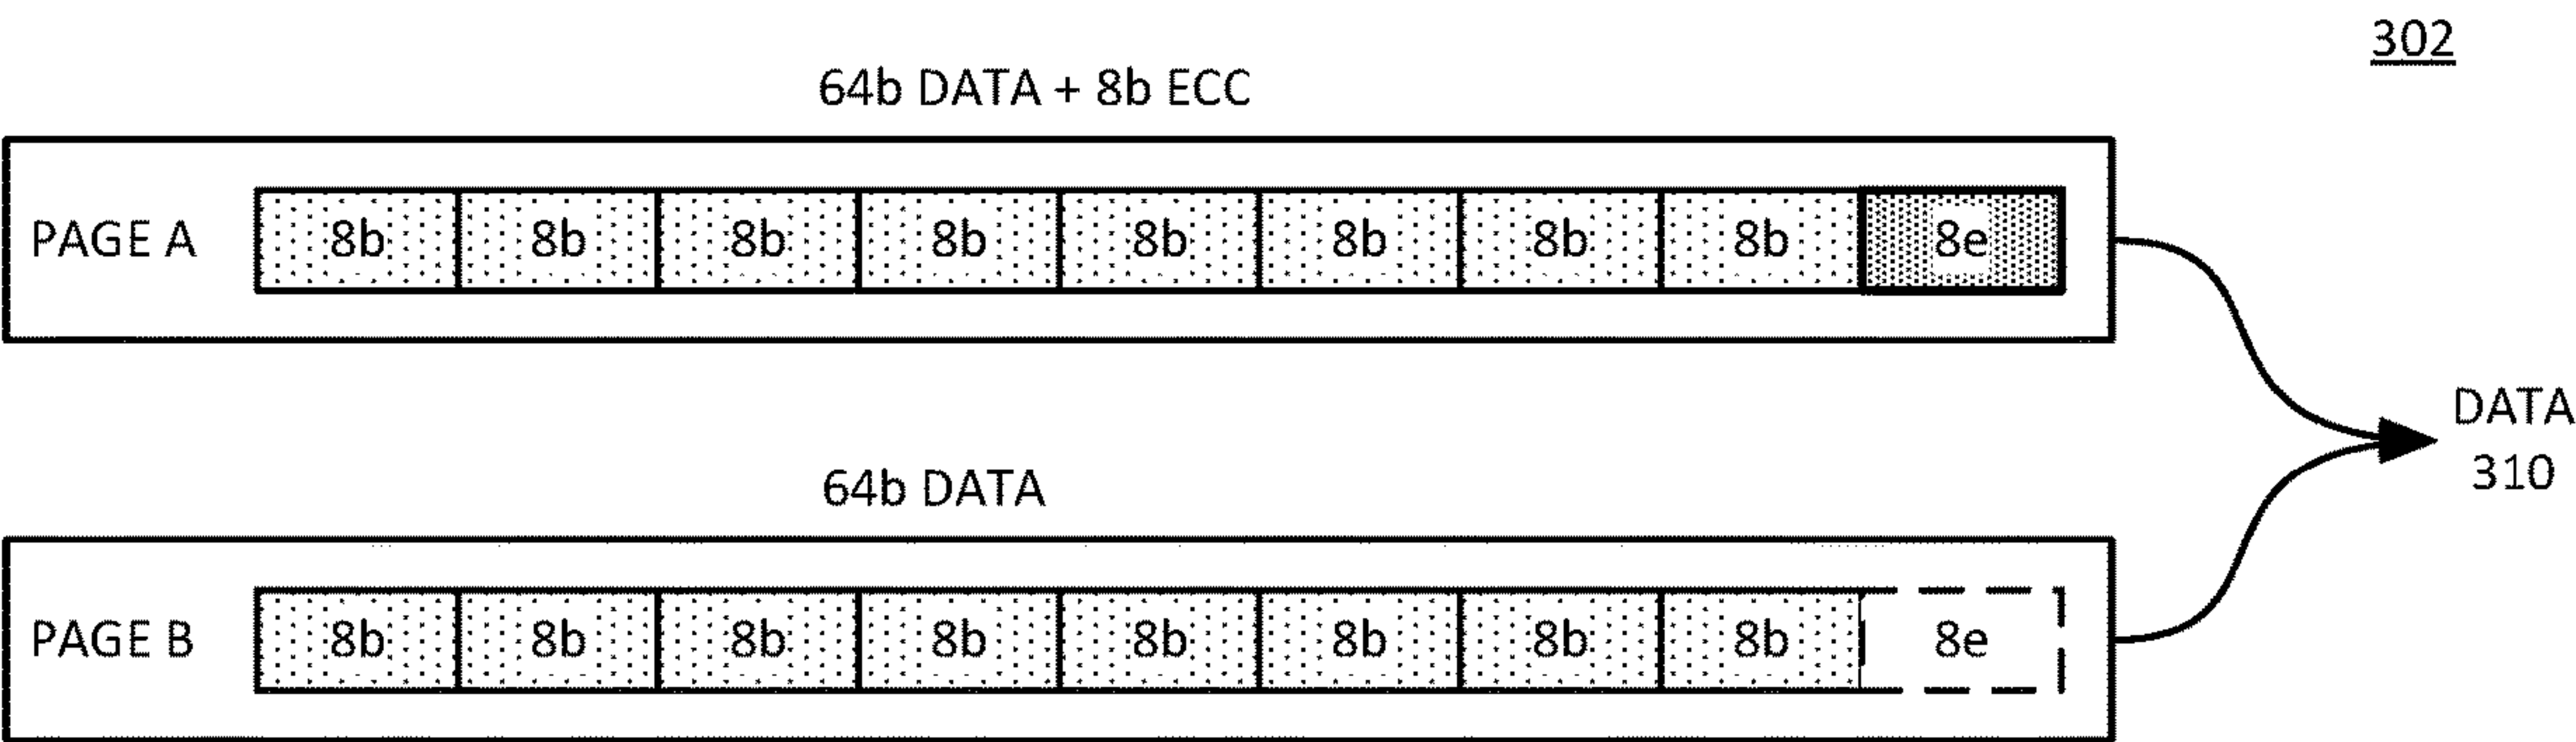 302
64b DATA + 8b ECC
PAGE A 8b 8b 8b 8b 8b 8b 8b 8b 8e
DATA
310
64b DATA
PAGE B 8b 8b 8b 8b 8b 8b 8b 8b 8e